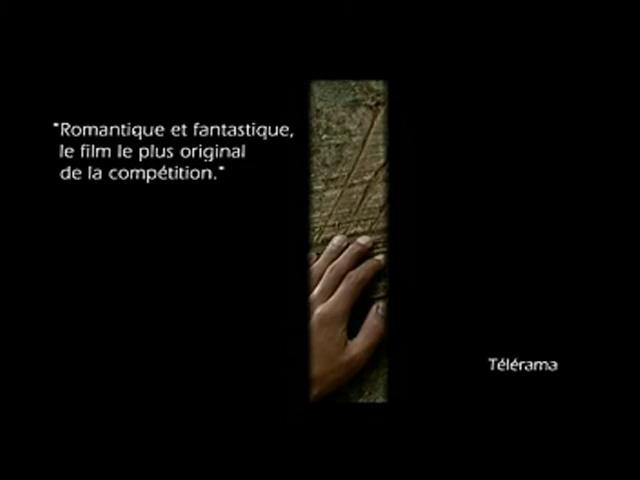 "Romantique et fantastique,
le film le plus original
de la compétition."
Télérama